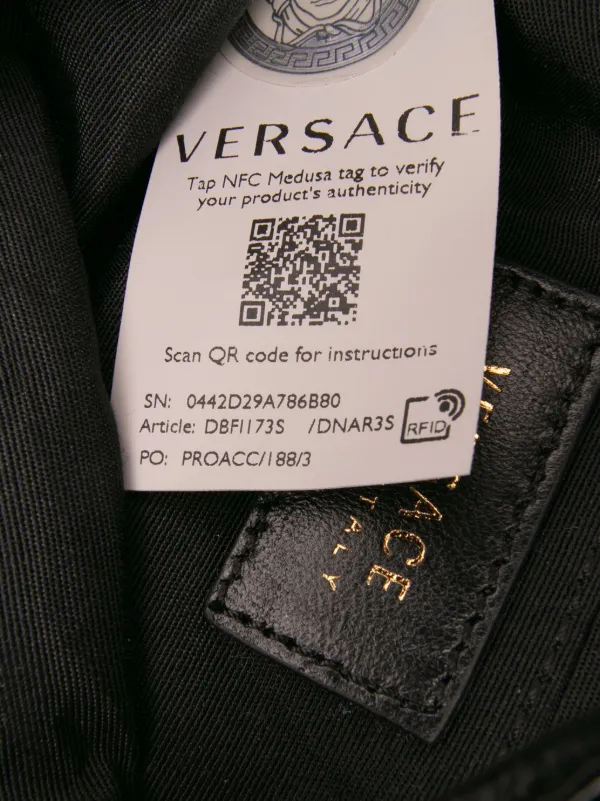 VERSACE
Tap NFC Medusa tag to verify
your product's authenticity
Scan QR code for instructions
SN: 0442D29A786B80
Article: DBFI173S /DNAR3S
RFID
PO: PROACC/188/3